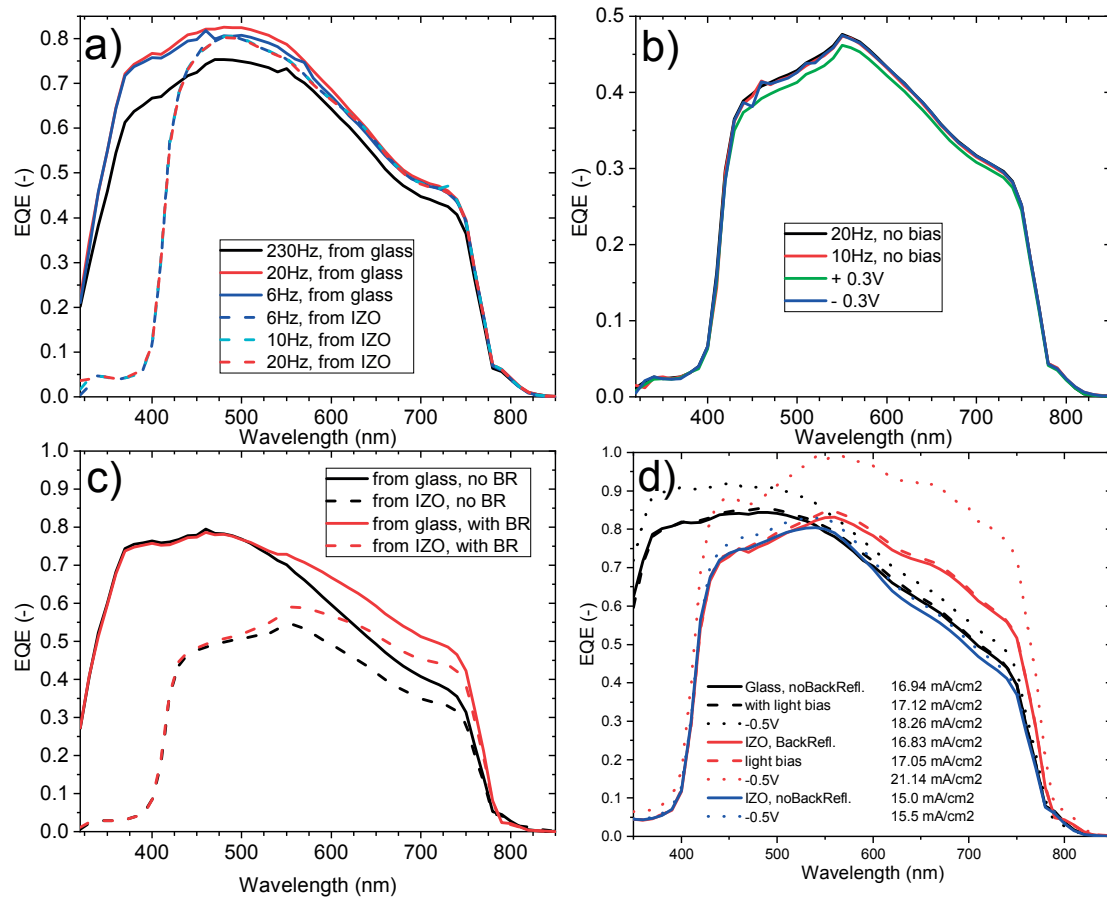 a)
0.8
0.7
0.6
0.5
0.4
0.3
0.2
0.1
0.0
EQE (-)
230Hz, from glass
20Hz, from glass
6Hz, from glass
6Hz, from IZO
10Hz, from IZO
20Hz, from IZO
400 500 600 700 800
Wavelength (nm)
b)
0.5
0.4
0.3
0.2
0.1
0.0
EQE (-)
20Hz, no bias
10Hz, no bias
+ 0.3V
- 0.3V
400 500 600 700 800
Wavelength (nm)
c)
1.0
0.9
0.8
0.7
0.6
0.5
0.4
0.3
0.2
0.1
0.0
EQE (-)
from glass, no BR
from IZO, no BR
from glass, with BR
from IZO, with BR
400 500 600 700 800
Wavelength (nm)
d)
1.0
0.9
0.8
0.7
0.6
0.5
0.4
0.3
0.2
0.1
0.0
EQE (-)
Glass, noBackRefl. 16.94 mA/cm2
with light bias 17.12 mA/cm2
-0.5V 18.26 mA/cm2
IZO, BackRefl. 16.83 mA/cm2
light bias 17.05 mA/cm2
-0.5V 21.14 mA/cm2
IZO, noBackRefl. 15.0 mA/cm2
-0.5V 15.5 mA/cm2
400 500 600 700 800
Wavelength (nm)